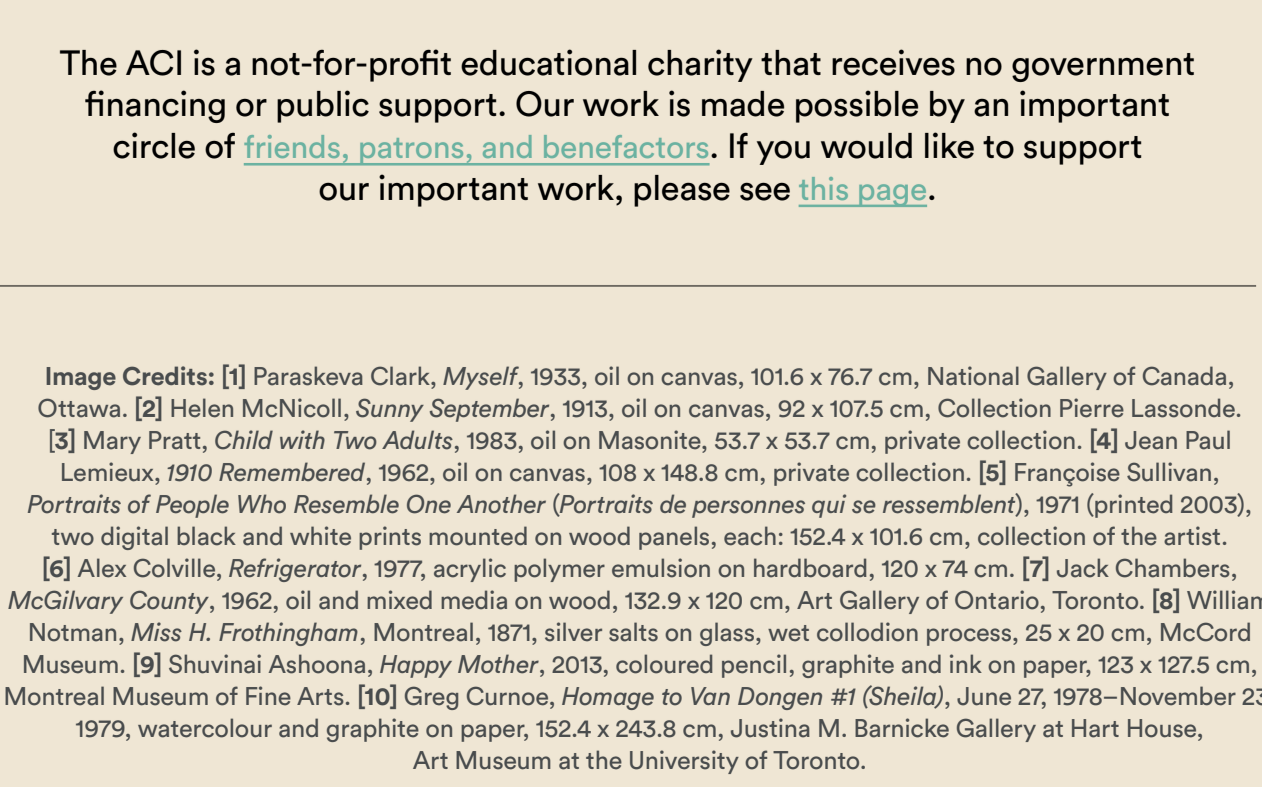 The ACI is a not-for-profit educational charity that receives no government
financing or public support. Our work is made possible by an important
circle of friends, patrons, and benefactors. If you would like to support
our important work, please see this page.
Image Credits: [1] Paraskeva Clark, Myself, 1933, oil on canvas, 101.6 x 76.7 cm, National Gallery of Canada,
Ottawa. [2] Helen McNicoll, Sunny September, 1913, oil on canvas, 92 x 107.5 cm, Collection Pierre Lassonde.
[3] Mary Pratt, Child with Two Adults, 1983, oil on Masonite, 53.7 x 53.7 cm, private collection. [4] Jean Paul
Lemieux, 1910 Remembered, 1962, oil on canvas, 108 x 148.8 cm, private collection. [5] Françoise Sullivan,
Portraits of People Who Resemble One Another (Portraits de personnes qui se ressemblent), 1971 (printed 2003),
two digital black and white prints mounted on wood panels, each: 152.4 x 101.6 cm, collection of the artist.
[6] Alex Colville, Refrigerator, 1977, acrylic polymer emulsion on hardboard, 120 x 74 cm. [7] Jack Chambers,
McGilvary County, 1962, oil and mixed media on wood, 132.9 x 120 cm, Art Gallery of Ontario, Toronto. [8] William
Notman, Miss H. Frothingham, Montreal, 1871, silver salts on glass, wet collodion process, 25 x 20 cm, McCord
Museum. [9] Shuvinai Ashoona, Happy Mother, 2013, coloured pencil, graphite and ink on paper, 123 x 127.5 cm,
Montreal Museum of Fine Arts. [10] Greg Curnoe, Homage to Van Dongen #1 (Sheila), June 27, 1978–November 23
1979, watercolour and graphite on paper, 152.4 x 243.8 cm, Justina M. Barnicke Gallery at Hart House,
Art Museum at the University of Toronto.